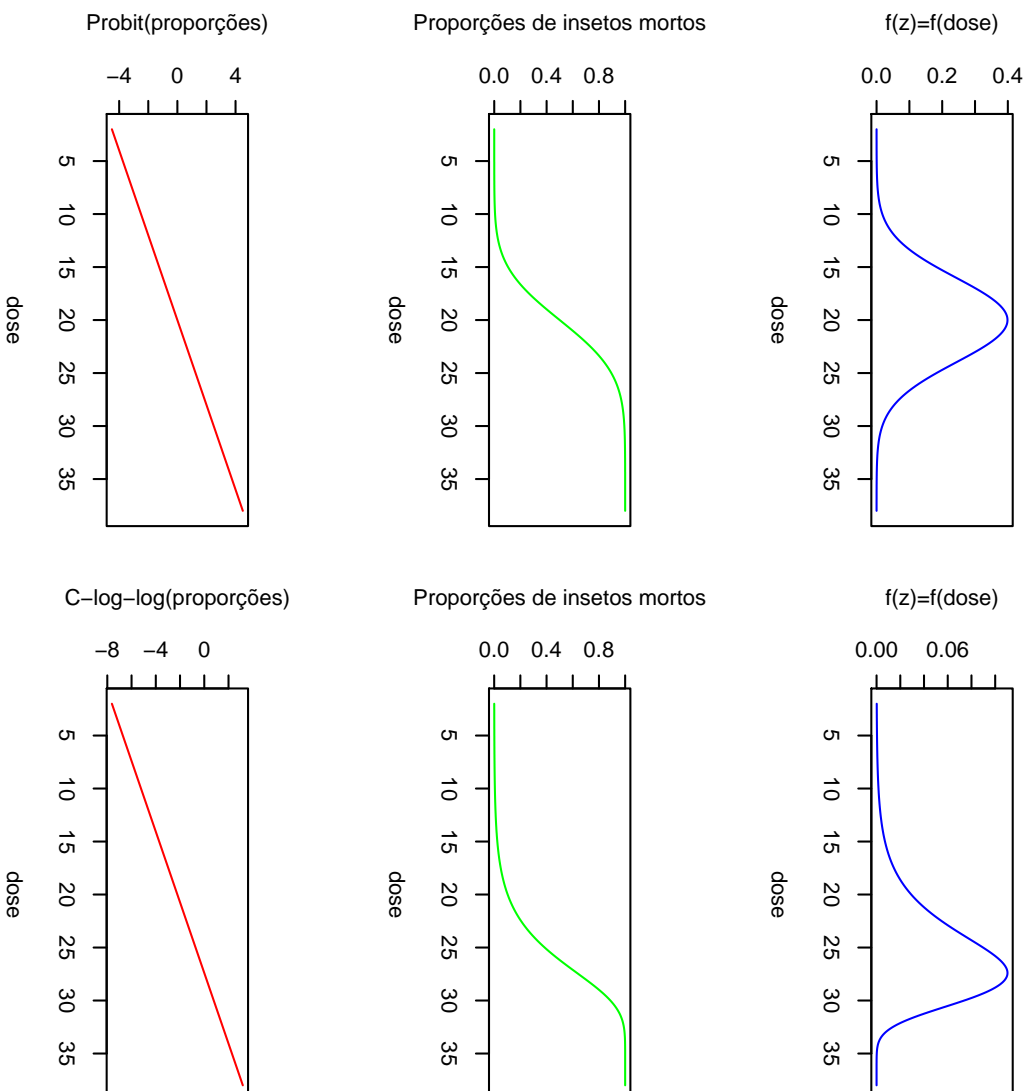 Probit(proporções)
−4 0 4
5 10 15 20 25 30 35
dose
Proporções de insetos mortos
0.0 0.4 0.8
5 10 15 20 25 30 35
dose
f(z)=f(dose)
0.0 0.2 0.4
5 10 15 20 25 30 35
dose
C−log−log(proporções)
−8 −4 0
5 10 15 20 25 30 35
dose
Proporções de insetos mortos
0.0 0.4 0.8
5 10 15 20 25 30 35
dose
f(z)=f(dose)
0.00 0.06
5 10 15 20 25 30 35
dose